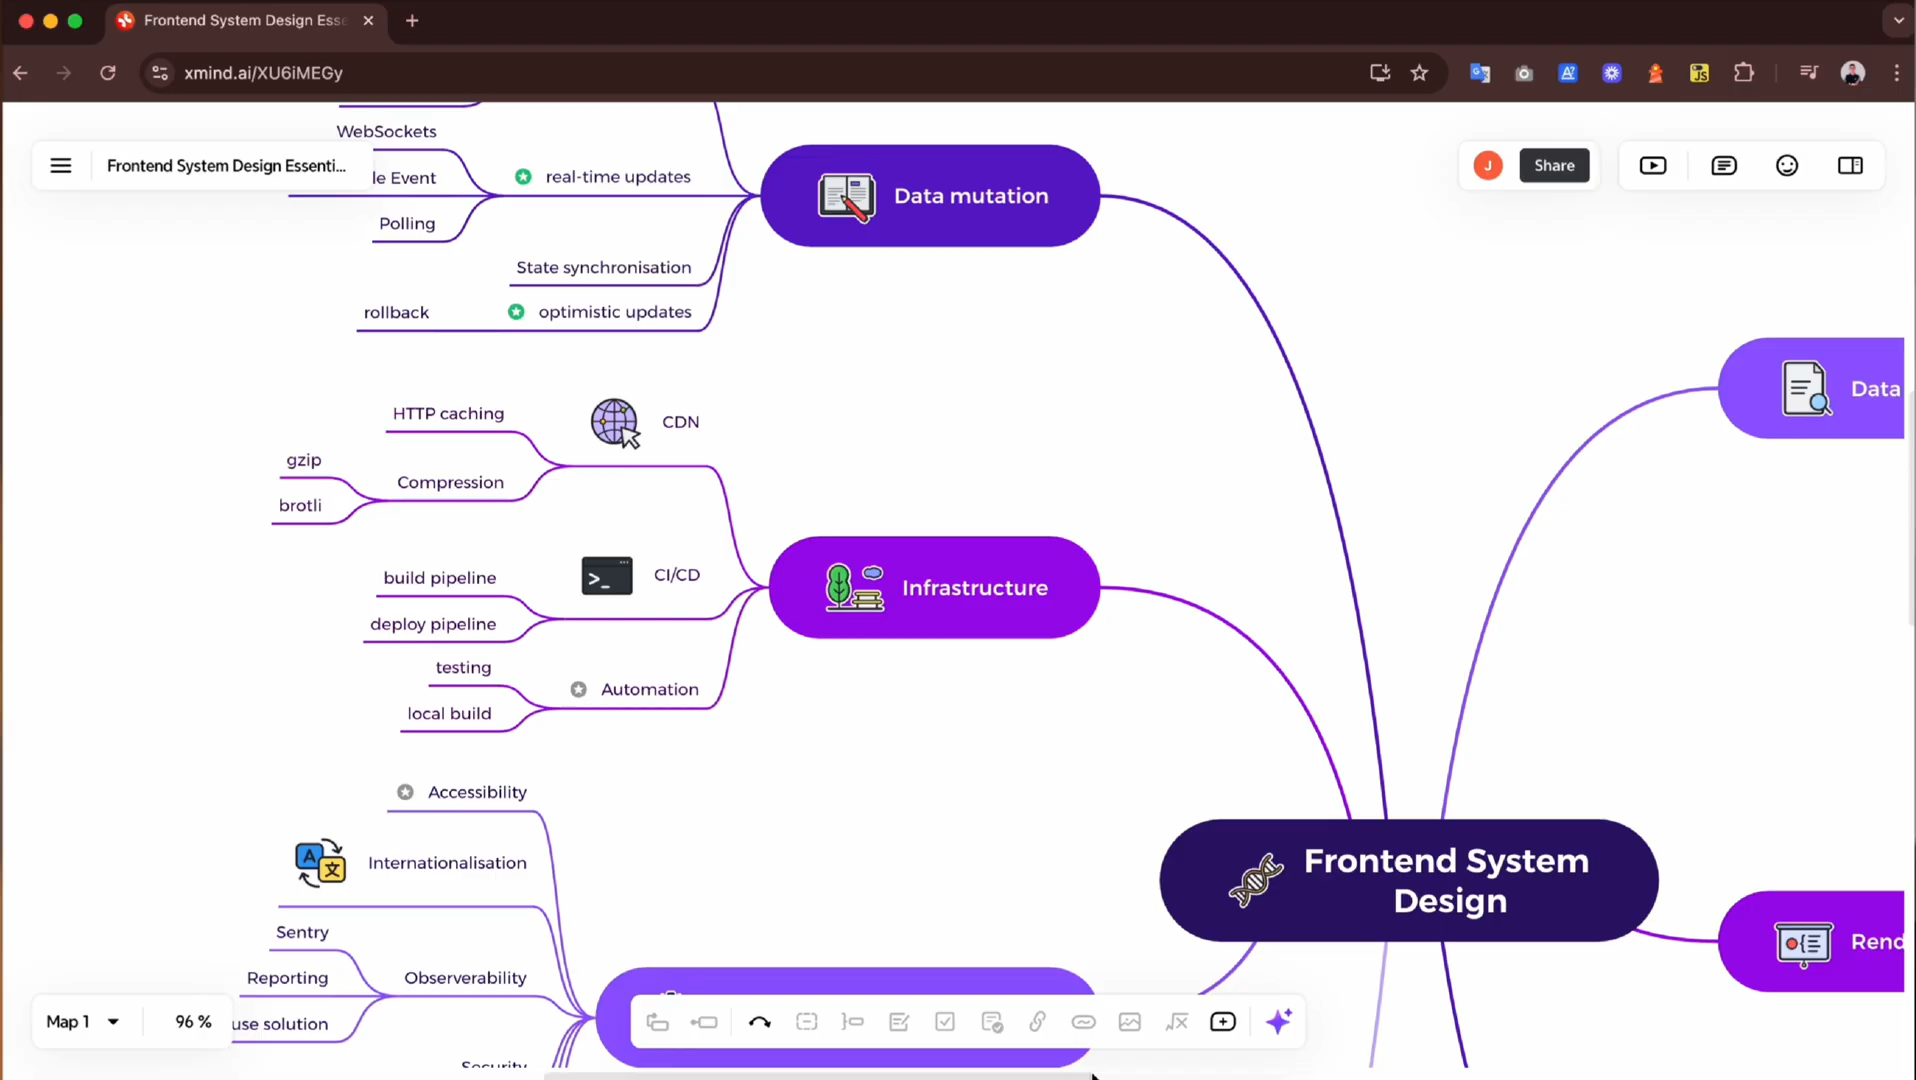 Frontend System Design Esse
xmind.ai/XU6iMEGy
Frontend System Design Essenti...
J
Share
WebSockets
le Event
Polling
real-time updates
State synchronisation
rollback
optimistic updates
Data mutation
HTTP caching
CDN
gzip
Compression
brotli
build pipeline
CI/CD
deploy pipeline
testing
Automation
local build
Infrastructure
Data
Accessibility
Internationalisation
Sentry
Reporting
Observability
use solution
Security
Frontend System
Design
Rend
Map 1
96 %